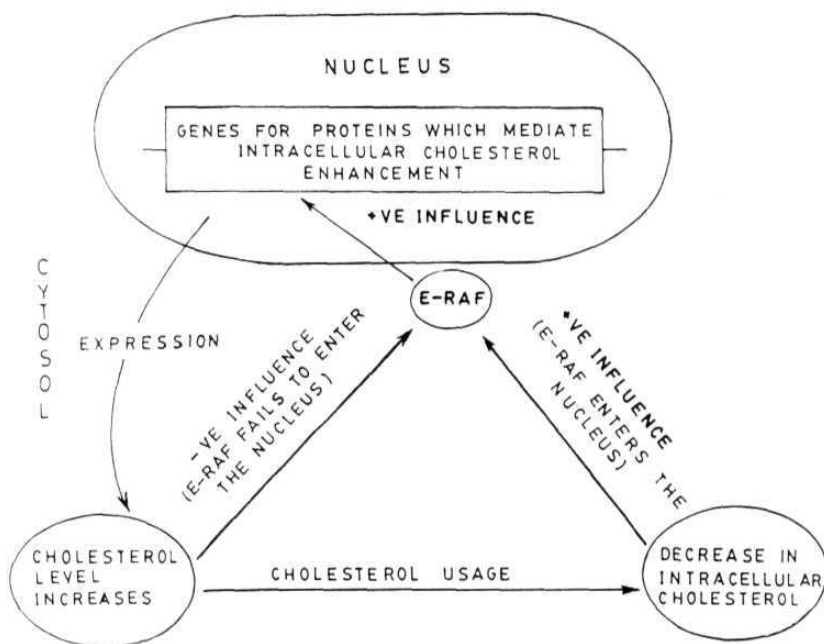 NUCLEUS
GENES FOR PROTEINS WHICH MEDIATE
INTRACELLULAR CHOLESTEROL
ENHANCEMENT
+VE INFLUENCE
E-RAF
CYTOSOL
EXPRESSION
-VE INFLUENCE
(E-RAF FAILS TO ENTER
THE NUCLEUS)
+VE INFLUENCE
(E-RAF ENTERS THE
NUCLEUS)
CHOLESTEROL
LEVEL
INCREASES
CHOLESTEROL USAGE
DECREASE IN
INTRACELLULAR
CHOLESTEROL